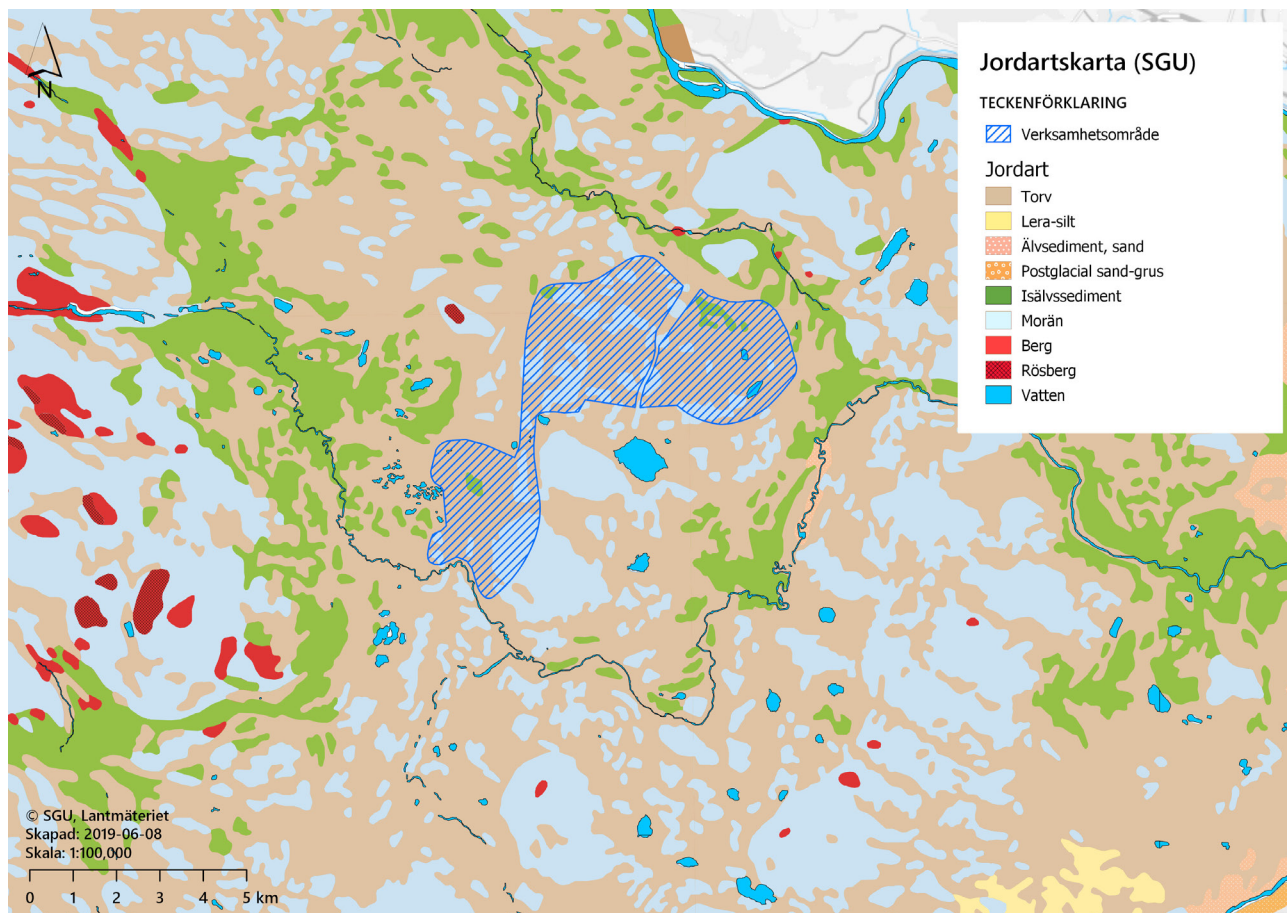 N
Jordartskarta (SGU)
TECKENFÖRKLARING
Verksamhetsområde
Jordart
Torv
Lera-silt
Älvsediment, sand
Postglacial sand-grus
Isälvssediment
Morän
Berg
Rösberg
Vatten
© SGU, Lantmäteriet
Skapad: 2019-06-08
Skala: 1:100,000
0 1 2 3 4 5 km